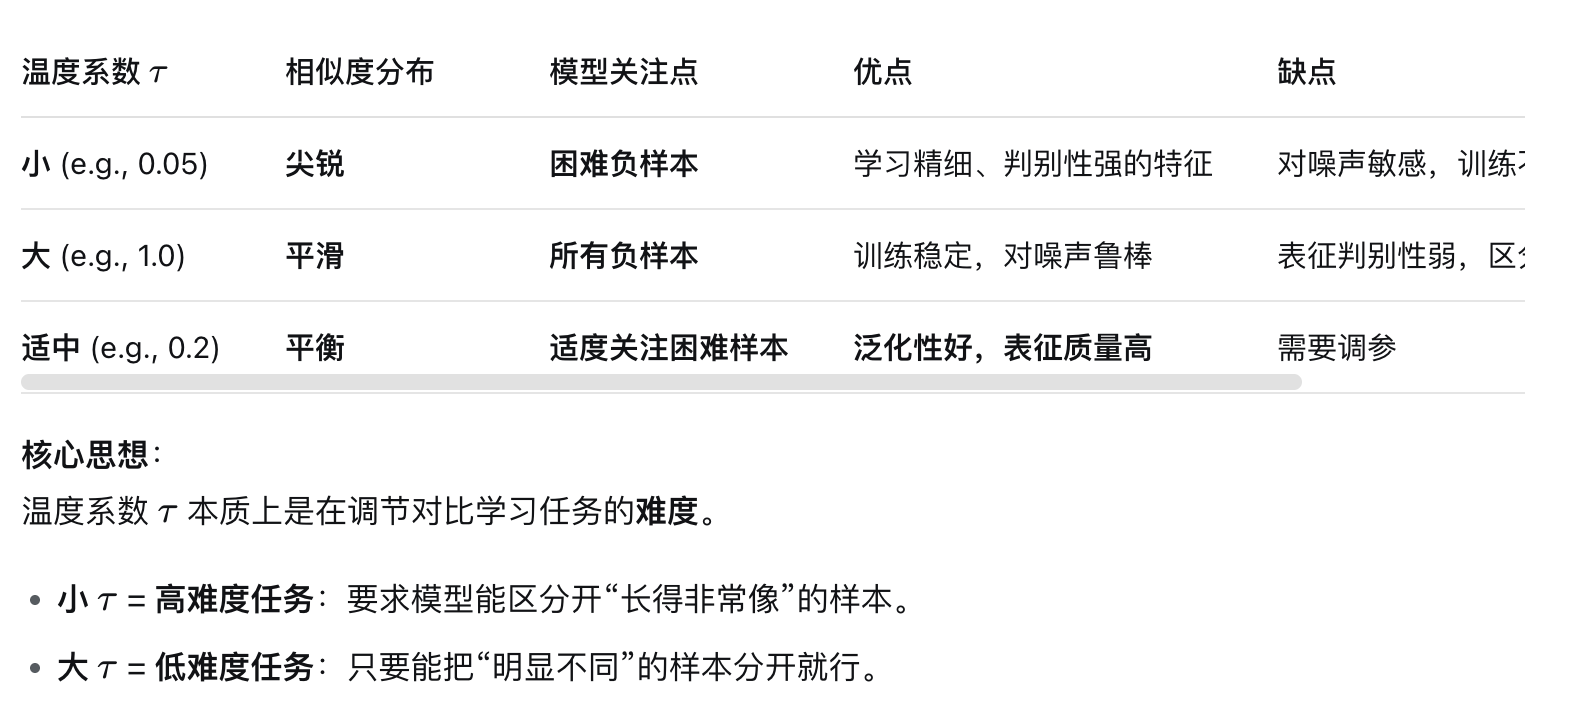 温度系数 τ 相似度分布 模型关注点 优点 缺点
小 (e.g., 0.05) 尖锐 困难负样本 学习精细、判别性强的特征 对噪声敏感，训练
大 (e.g., 1.0) 平滑 所有负样本 训练稳定，对噪声鲁棒 表征判别性弱，区
适中 (e.g., 0.2) 平衡 适度关注困难样本 泛化性好，表征质量高 需要调参
核心思想：
温度系数 τ 本质上是在调节对比学习任务的难度。
• 小 τ = 高难度任务：要求模型能区分开“长得非常像”的样本。
• 大 τ = 低难度任务：只要能把“明显不同”的样本分开就行。